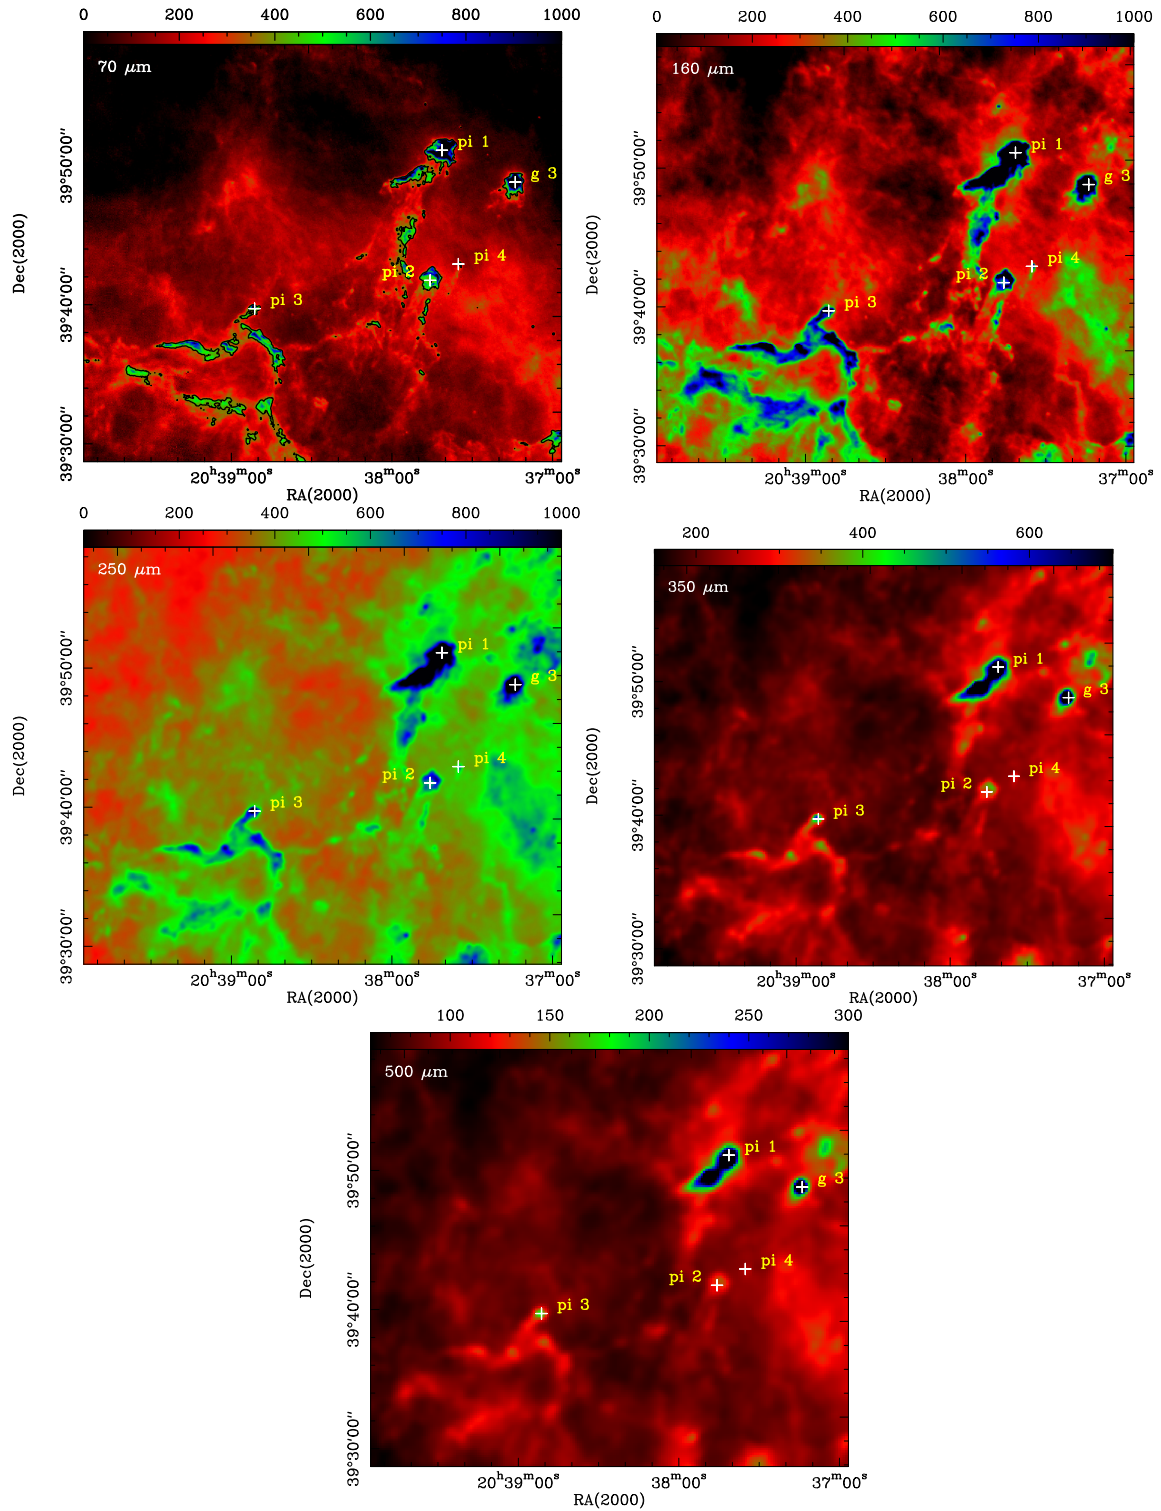 0 200 400 600 800 1000
70 μm
pi 1
g 3
pi 4
pi 2
pi 3
39°50'00''
39°40'00''
39°30'00''
Dec(2000)
20h39m00s 38m00s 37m00s
RA(2000)
0 200 400 600 800 1000
160 μm
pi 1
g 3
pi 4
pi 2
pi 3
39°50'00''
39°40'00''
39°30'00''
Dec(2000)
20h39m00s 38m00s 37m00s
RA(2000)
0 200 400 600 800 1000
250 μm
pi 1
g 3
pi 4
pi 2
pi 3
39°50'00''
39°40'00''
39°30'00''
Dec(2000)
20h39m00s 38m00s 37m00s
RA(2000)
200 400 600
350 μm
pi 1
g 3
pi 4
pi 2
pi 3
39°50'00''
39°40'00''
39°30'00''
Dec(2000)
20h39m00s 38m00s 37m00s
RA(2000)
100 150 200 250 300
500 μm
pi 1
g 3
pi 4
pi 2
pi 3
39°50'00''
39°40'00''
39°30'00''
Dec(2000)
20h39m00s 38m00s 37m00s
RA(2000)